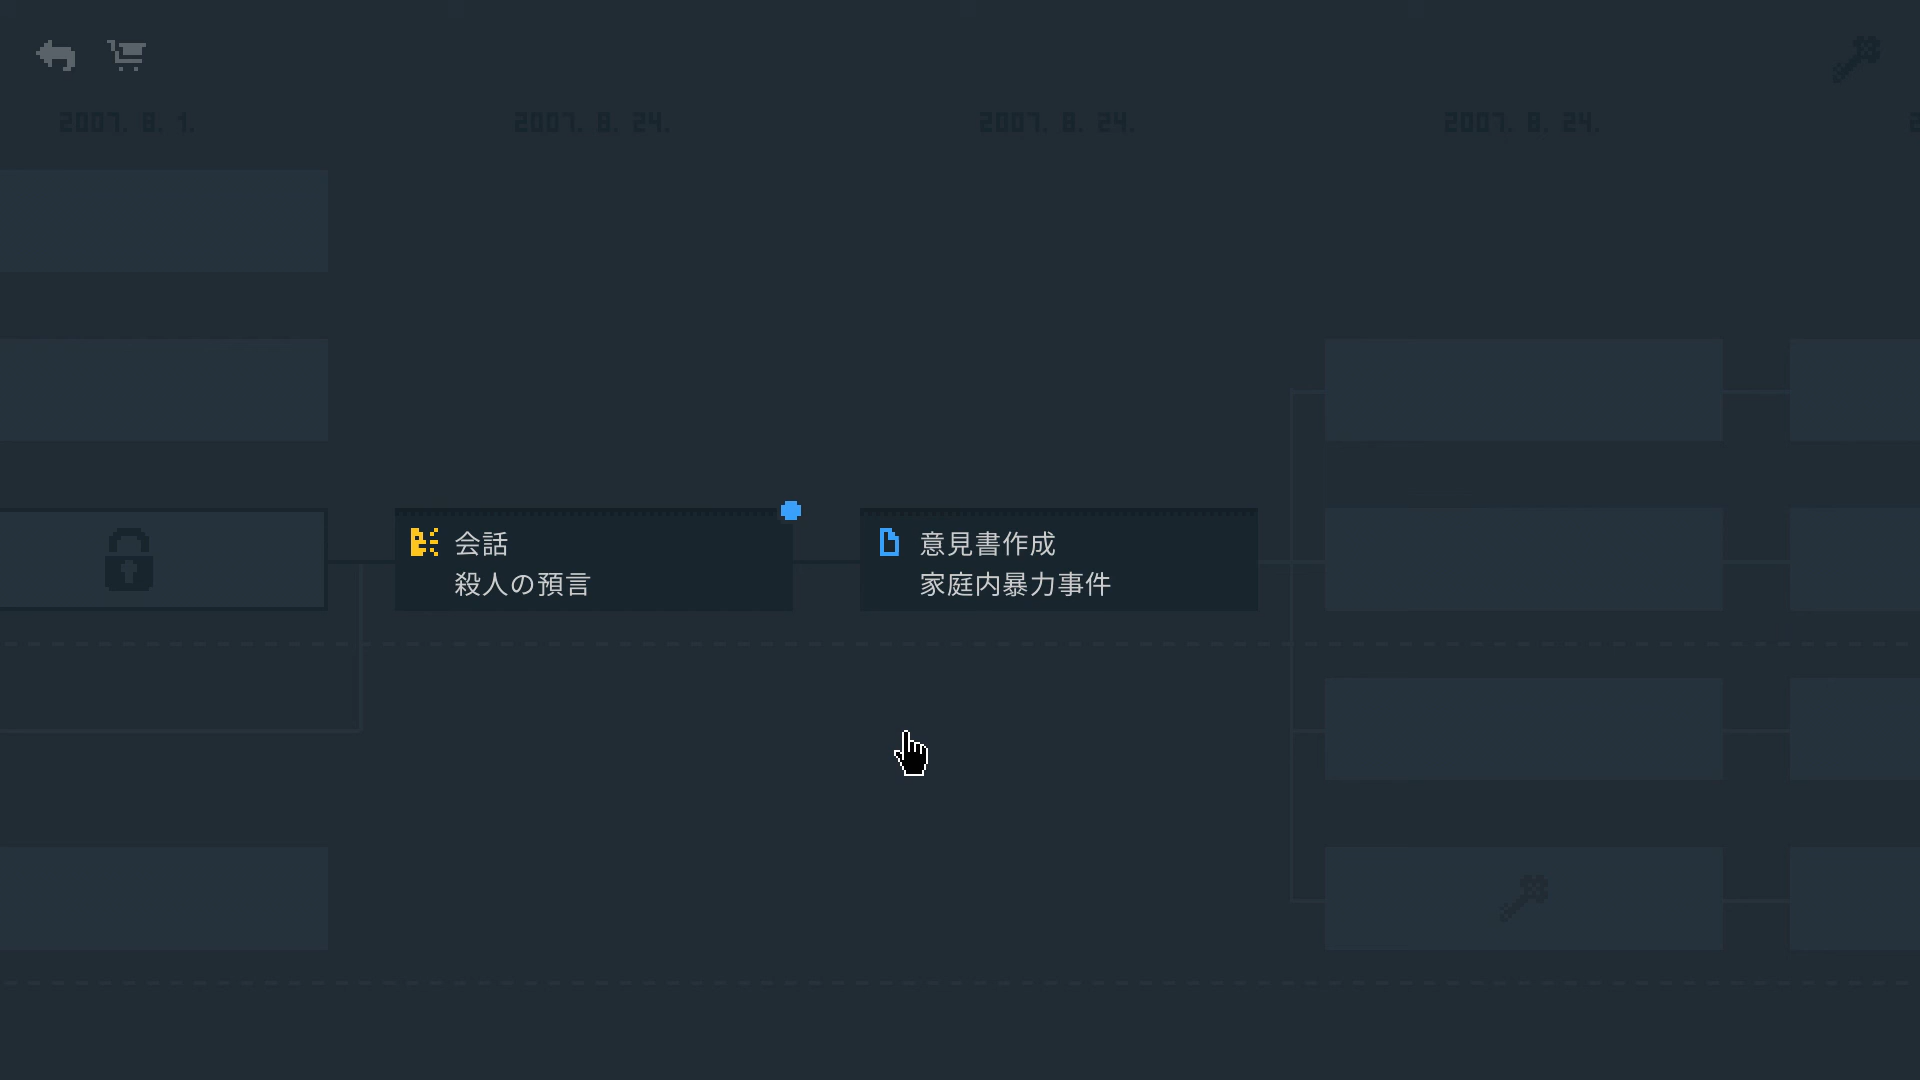 2007. 8. 1.
2007. 8. 24.
2007. 8. 24.
2007. 8. 24.
会話
殺人の預言
意見書作成
家庭内暴力事件